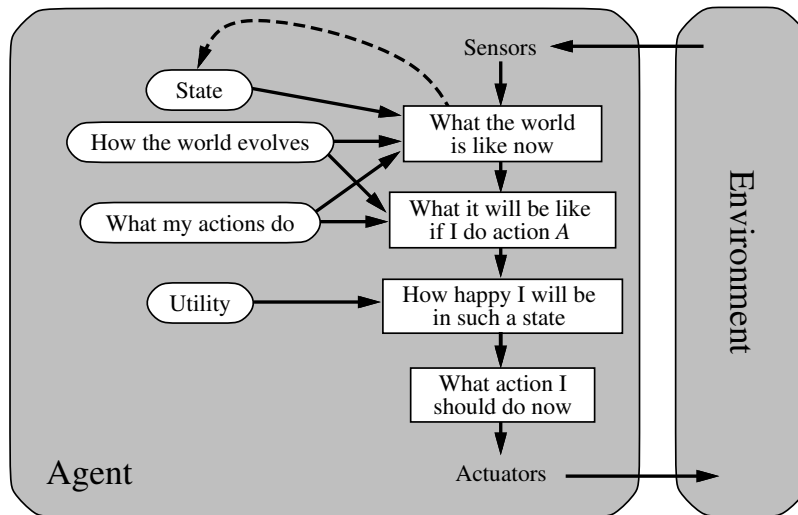 Sensors
State
What the world
is like now
How the world evolves
What my actions do
What it will be like
if I do action A
Utility
How happy I will be
in such a state
What action I
should do now
Agent
Actuators
Environment